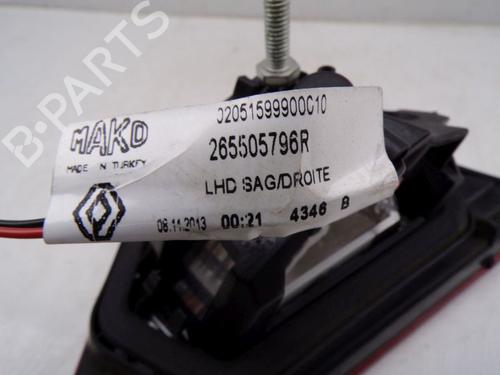 02051599900C10
MAKO
MADE IN TURKEY
265505796R
LHD SAG/DROITE
06.11.2013 00:21 4346 B
B-PARTS